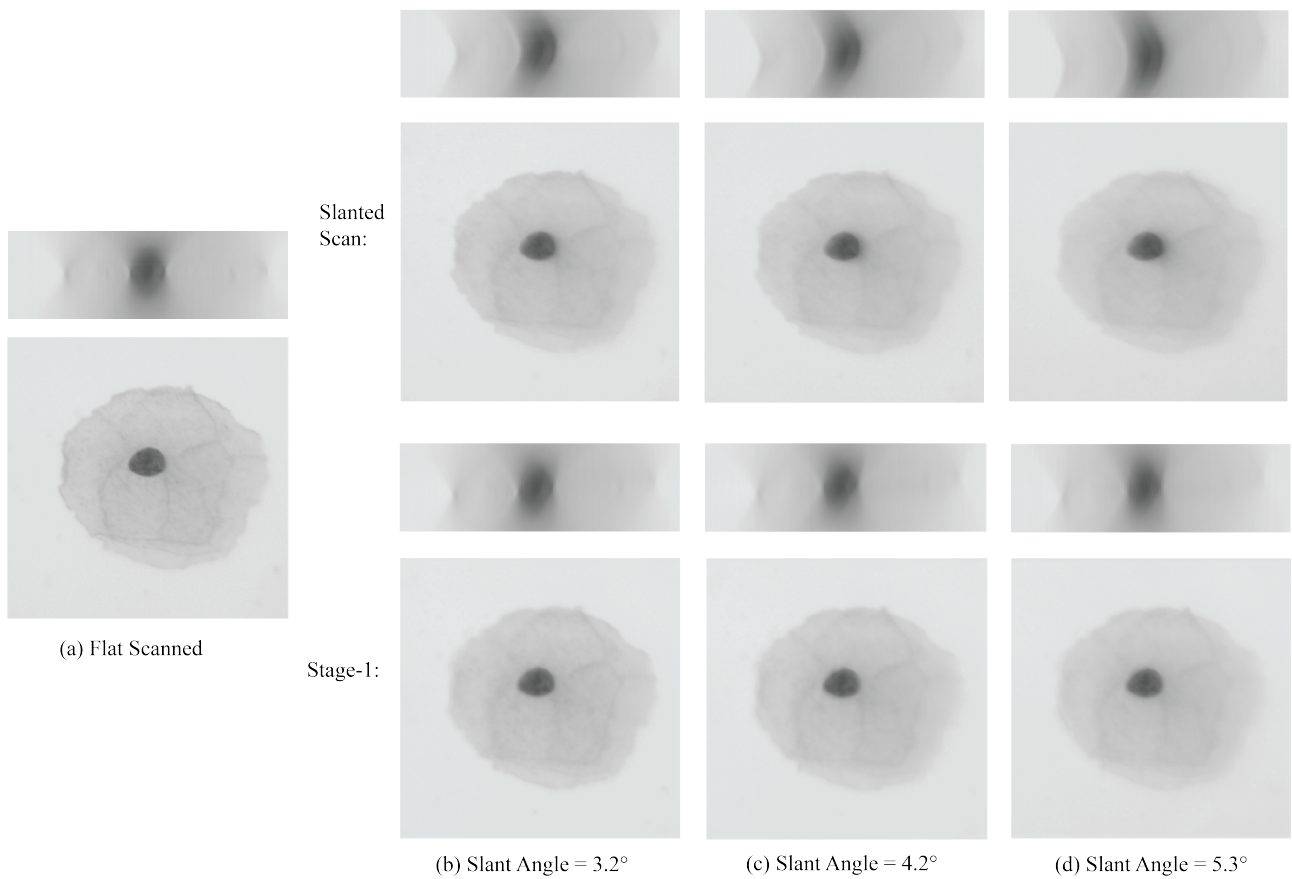 Slanted
Scan:
(a) Flat Scanned
Stage-1:
(b) Slant Angle = 3.2°
(c) Slant Angle = 4.2°
(d) Slant Angle = 5.3°